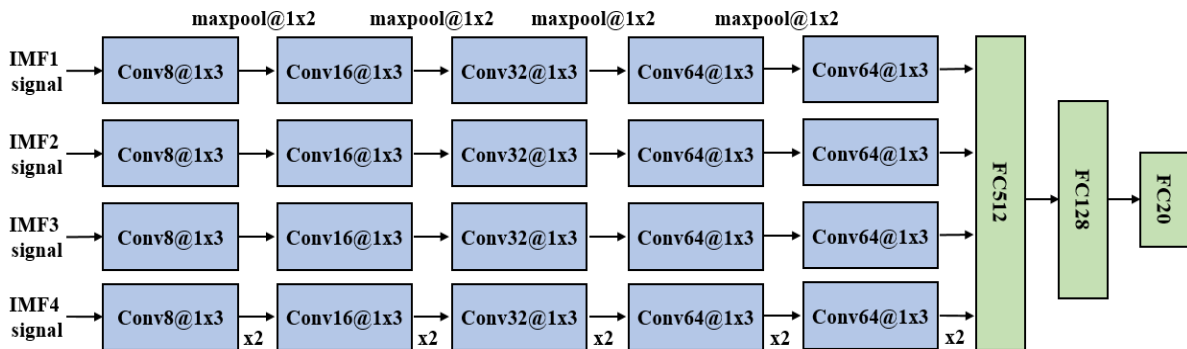 maxpool@1x2 maxpool@1x2 maxpool@1x2 maxpool@1x2
IMF1
signal
Conv8@1x3 Conv16@1x3 Conv32@1x3 Conv64@1x3 Conv64@1x3
IMF2
signal
Conv8@1x3 Conv16@1x3 Conv32@1x3 Conv64@1x3 Conv64@1x3
IMF3
signal
Conv8@1x3 Conv16@1x3 Conv32@1x3 Conv64@1x3 Conv64@1x3
IMF4
signal
Conv8@1x3 Conv16@1x3 Conv32@1x3 Conv64@1x3 Conv64@1x3
x2 x2 x2 x2 x2
FC512
FC128
FC20